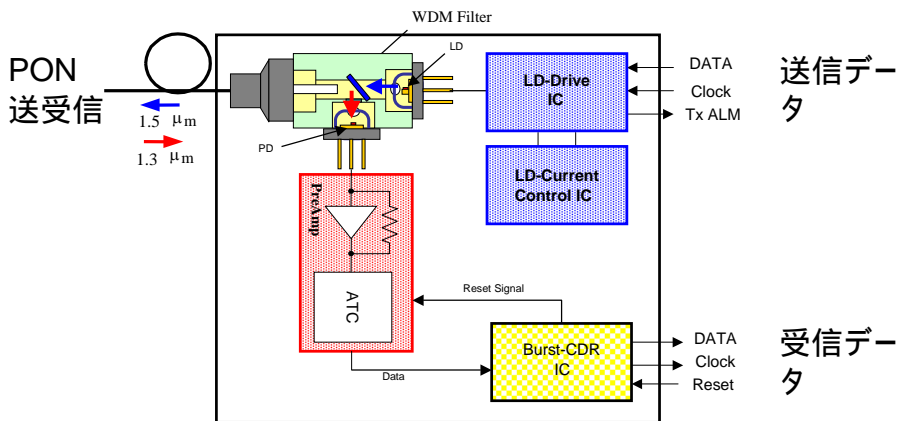 WDM Filter
LD
PON
送受信
1.5 μm
1.3 μm
PD
LD-Drive
IC
DATA
Clock
Tx ALM
送信デー
タ
LD-Current
Control IC
PreAmp
ATC
Reset Signal
Data
Burst-CDR
IC
DATA
Clock
Reset
受信デー
タ